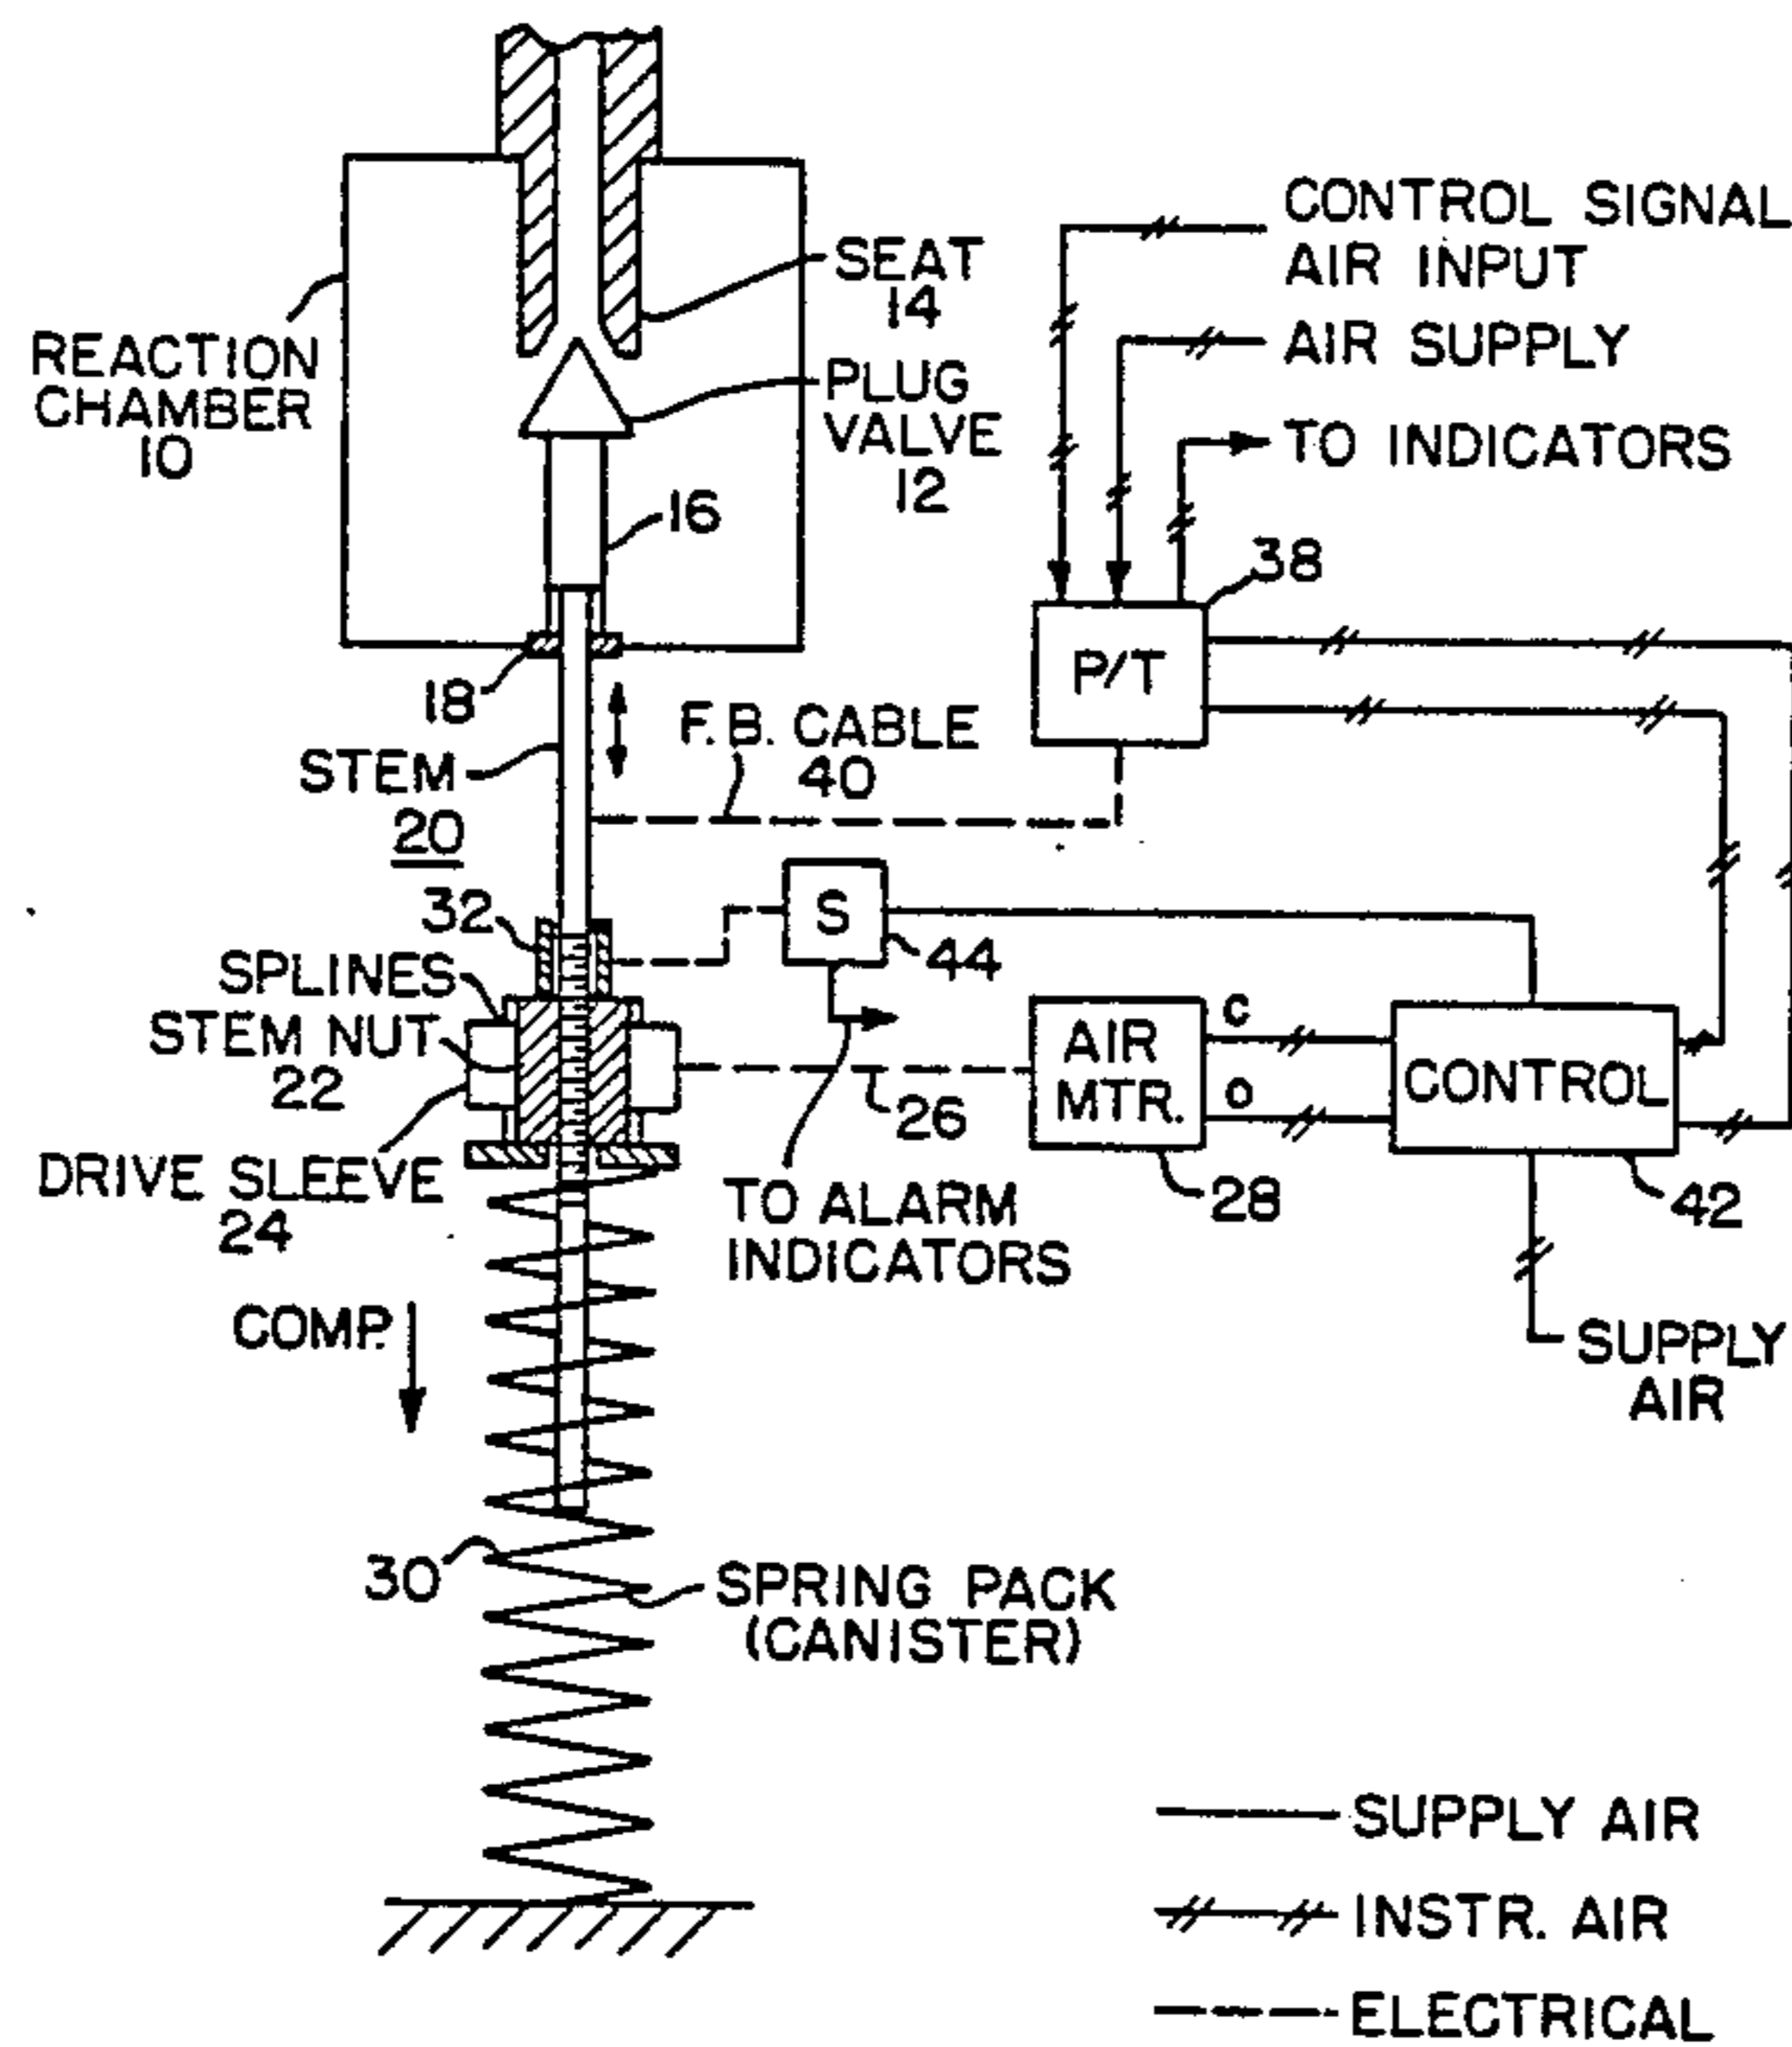 REACTION
CHAMBER
10
SEAT
14
PLUG
VALVE
12
16
18
STEM
20
F.B. CABLE
40
CONTROL SIGNAL
AIR INPUT
AIR SUPPLY
TO INDICATORS
38
P/T
32
SPLINES
STEM NUT
22
DRIVE SLEEVE
24
S
44
26
TO ALARM
INDICATORS
AIR
MTR.
28
C
O
CONTROL
42
SUPPLY
AIR
COMP.
30
SPRING PACK
(CANISTER)
SUPPLY AIR
INSTR. AIR
ELECTRICAL